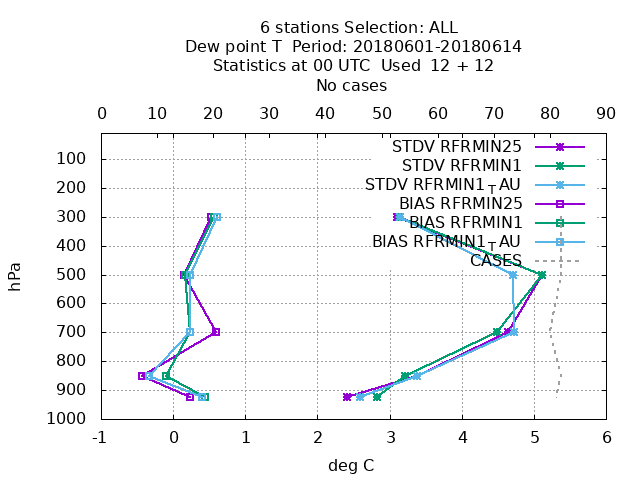 6 stations Selection: ALL
Dew point T  Period: 20180601-20180614
Statistics at 00 UTC  Used  12 + 12
No cases
0 10 20 30 40 50 60 70 80 90
STDV RFRMIN25
STDV RFRMIN1
STDV RFRMIN1TAU
BIAS RFRMIN25
BIAS RFRMIN1
BIAS RFRMIN1TAU
CASES
100
200
300
400
500
600
700
800
900
1000
hPa
-1 0 1 2 3 4 5 6
deg C